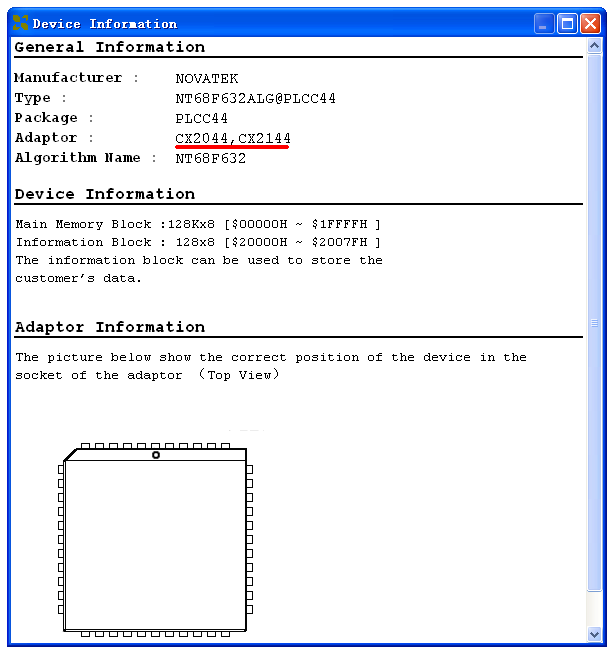 Device Information
General Information
Manufacturer : NOVATEK
Type : NT68F632ALG@PLCC44
Package : PLCC44
Adaptor : CX2044,CX2144
Algorithm Name : NT68F632
Device Information
Main Memory Block :128Kx8 [$00000H ~ $1FFFFH ]
Information Block : 128x8 [$20000H ~ $2007FH ]
The information block can be used to store the
customer's data.
Adaptor Information
The picture below show the correct position of the device in the
socket of the adaptor （Top View）